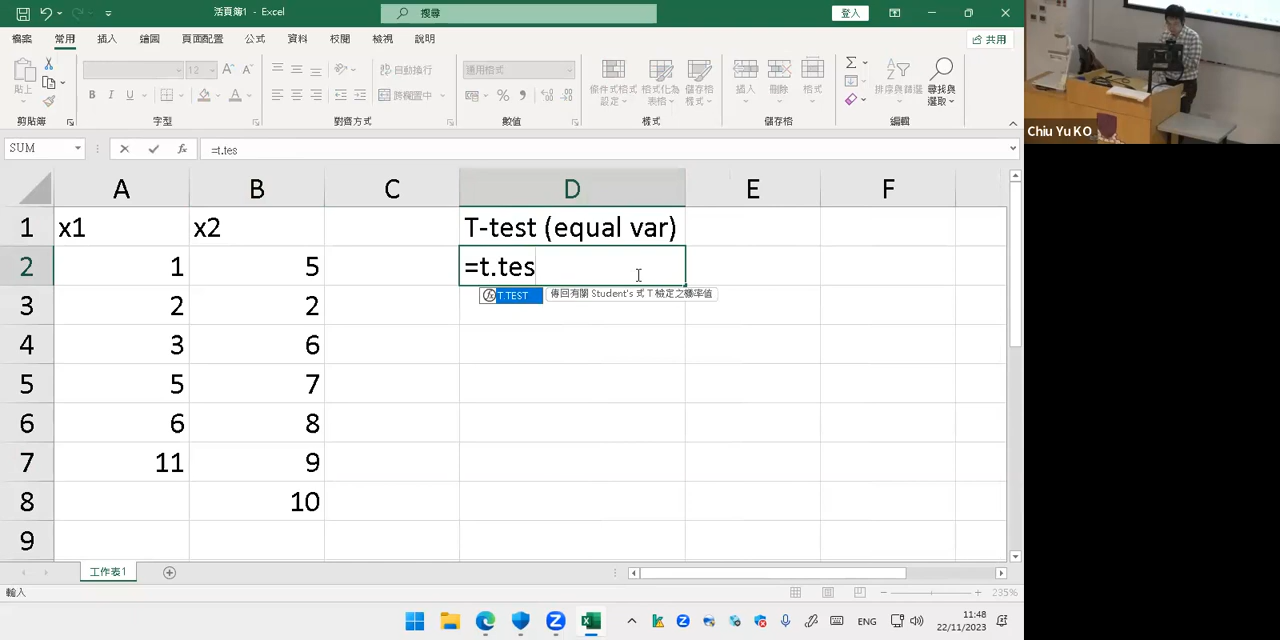 活頁簿1 - Excel
搜尋
登入
檔案 常用 插入 繪圖 頁面配置 公式 資料 校閱 檢視 說明
共用
貼上
12
自動換行
跨欄置中
通用格式
條件式格式設定
格式化為表格
儲存格樣式
插入
刪除
格式
排序與篩選
尋找與選取
剪貼簿 字型 對齊方式 數值 樣式 儲存格 編輯
SUM
fx
=t.tes
A B C D E F
1 x1 x2 T-test (equal var)
2 1 5 =t.tes
T.TEST 傳回有關 Student's 式 T 檢定之機率值
3 2 2
4 3 6
5 5 7
6 6 8
7 11 9
8 10
9
工作表1
輸入
235%
ENG
11:48
22/11/2023
Chiu Yu KO